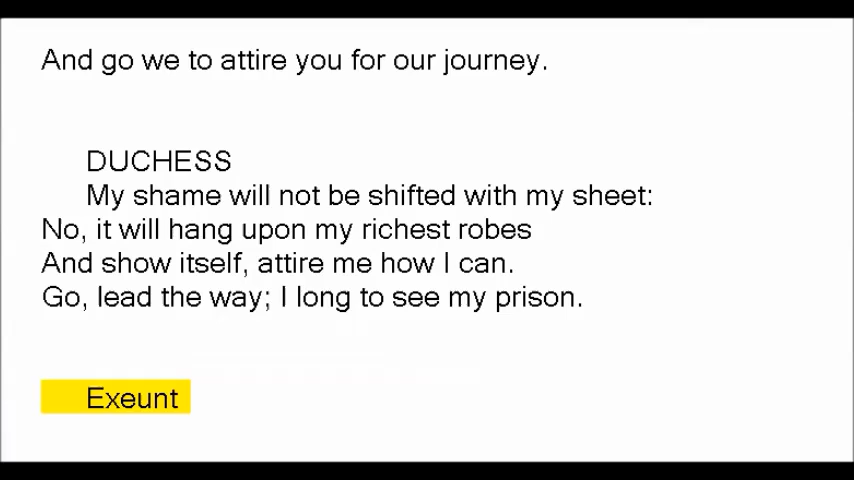 And go we to attire you for our journey.
DUCHESS
My shame will not be shifted with my sheet:
No, it will hang upon my richest robes
And show itself, attire me how I can.
Go, lead the way; I long to see my prison.
Exeunt